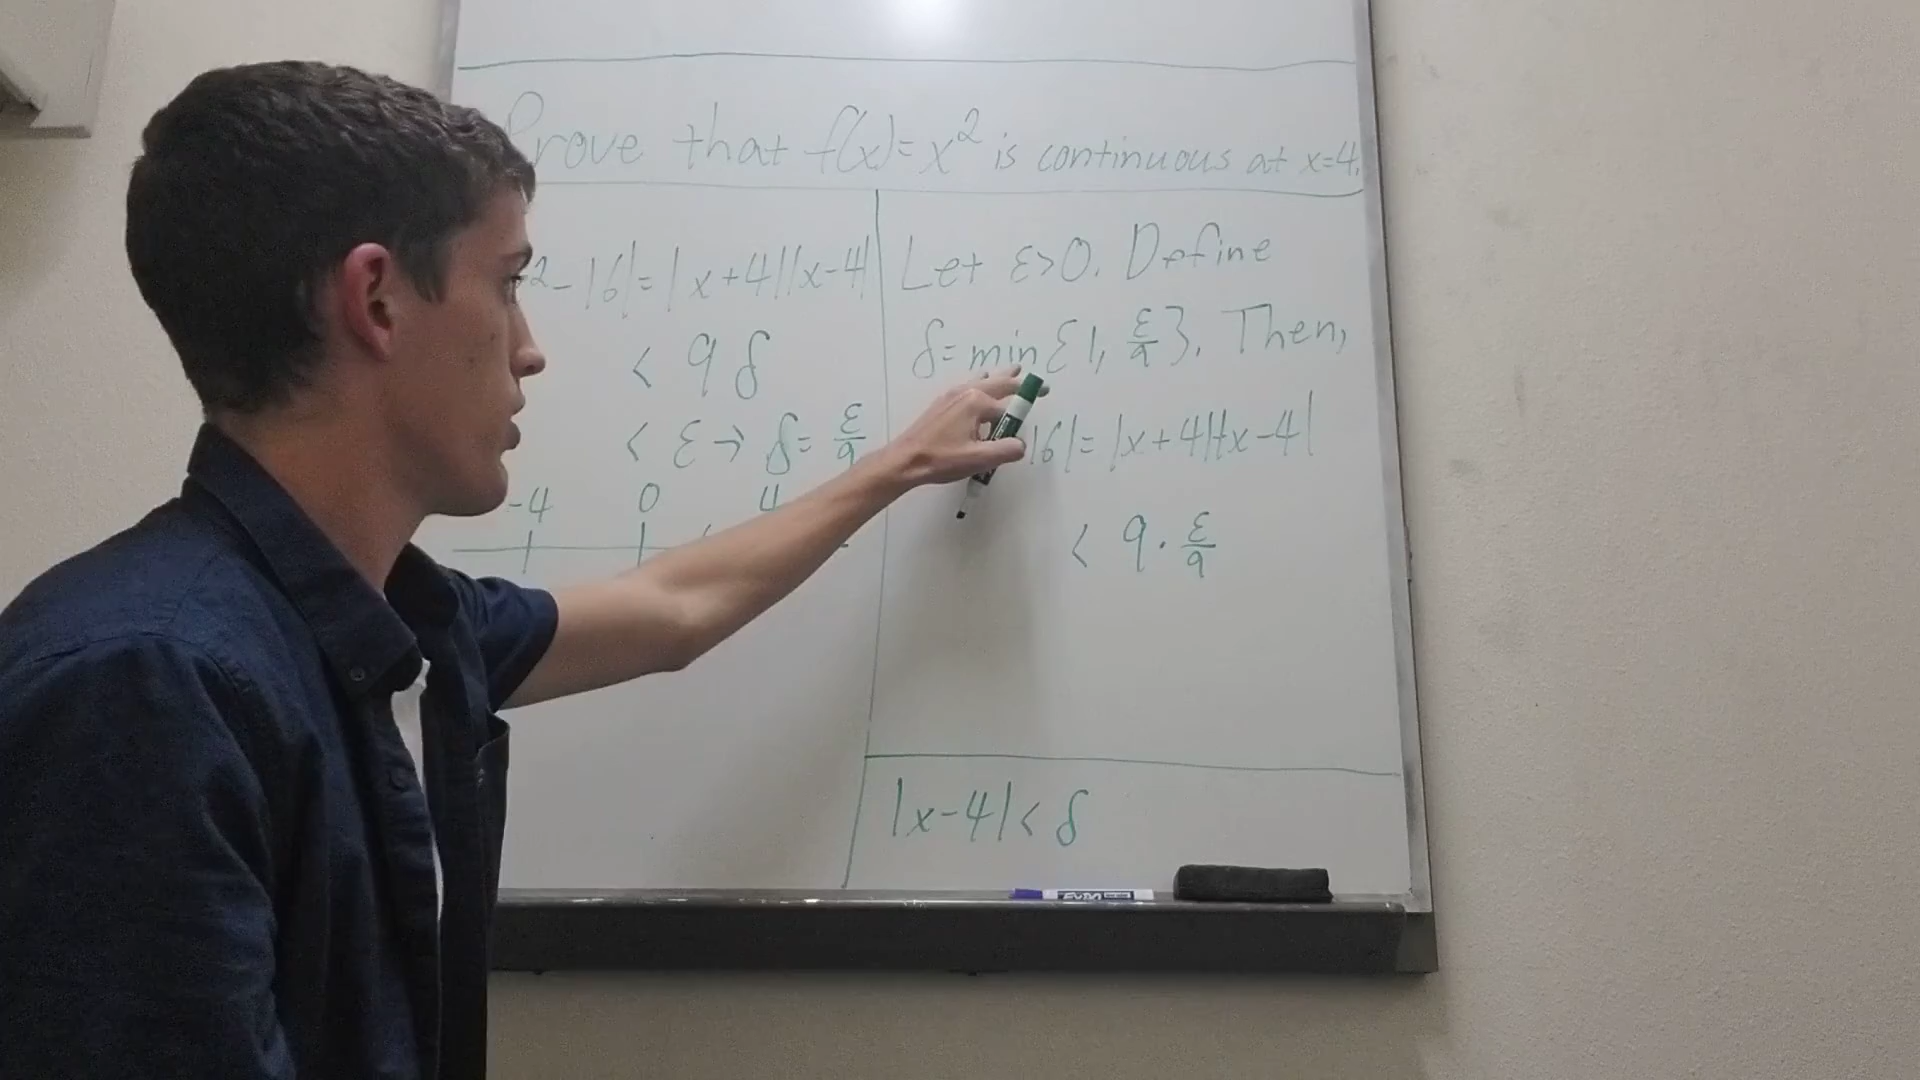 Prove that f(x)=x² is continuous at x=4.
²-16|=|x+4||x-4|
< 9δ
< ε → δ= ε/9
-4 0 4
Let ε>0. Define
δ=min{1, ε/9}. Then,
16|=|x+4||x-4|
< 9 · ε/9
|x-4|< δ
EXPO